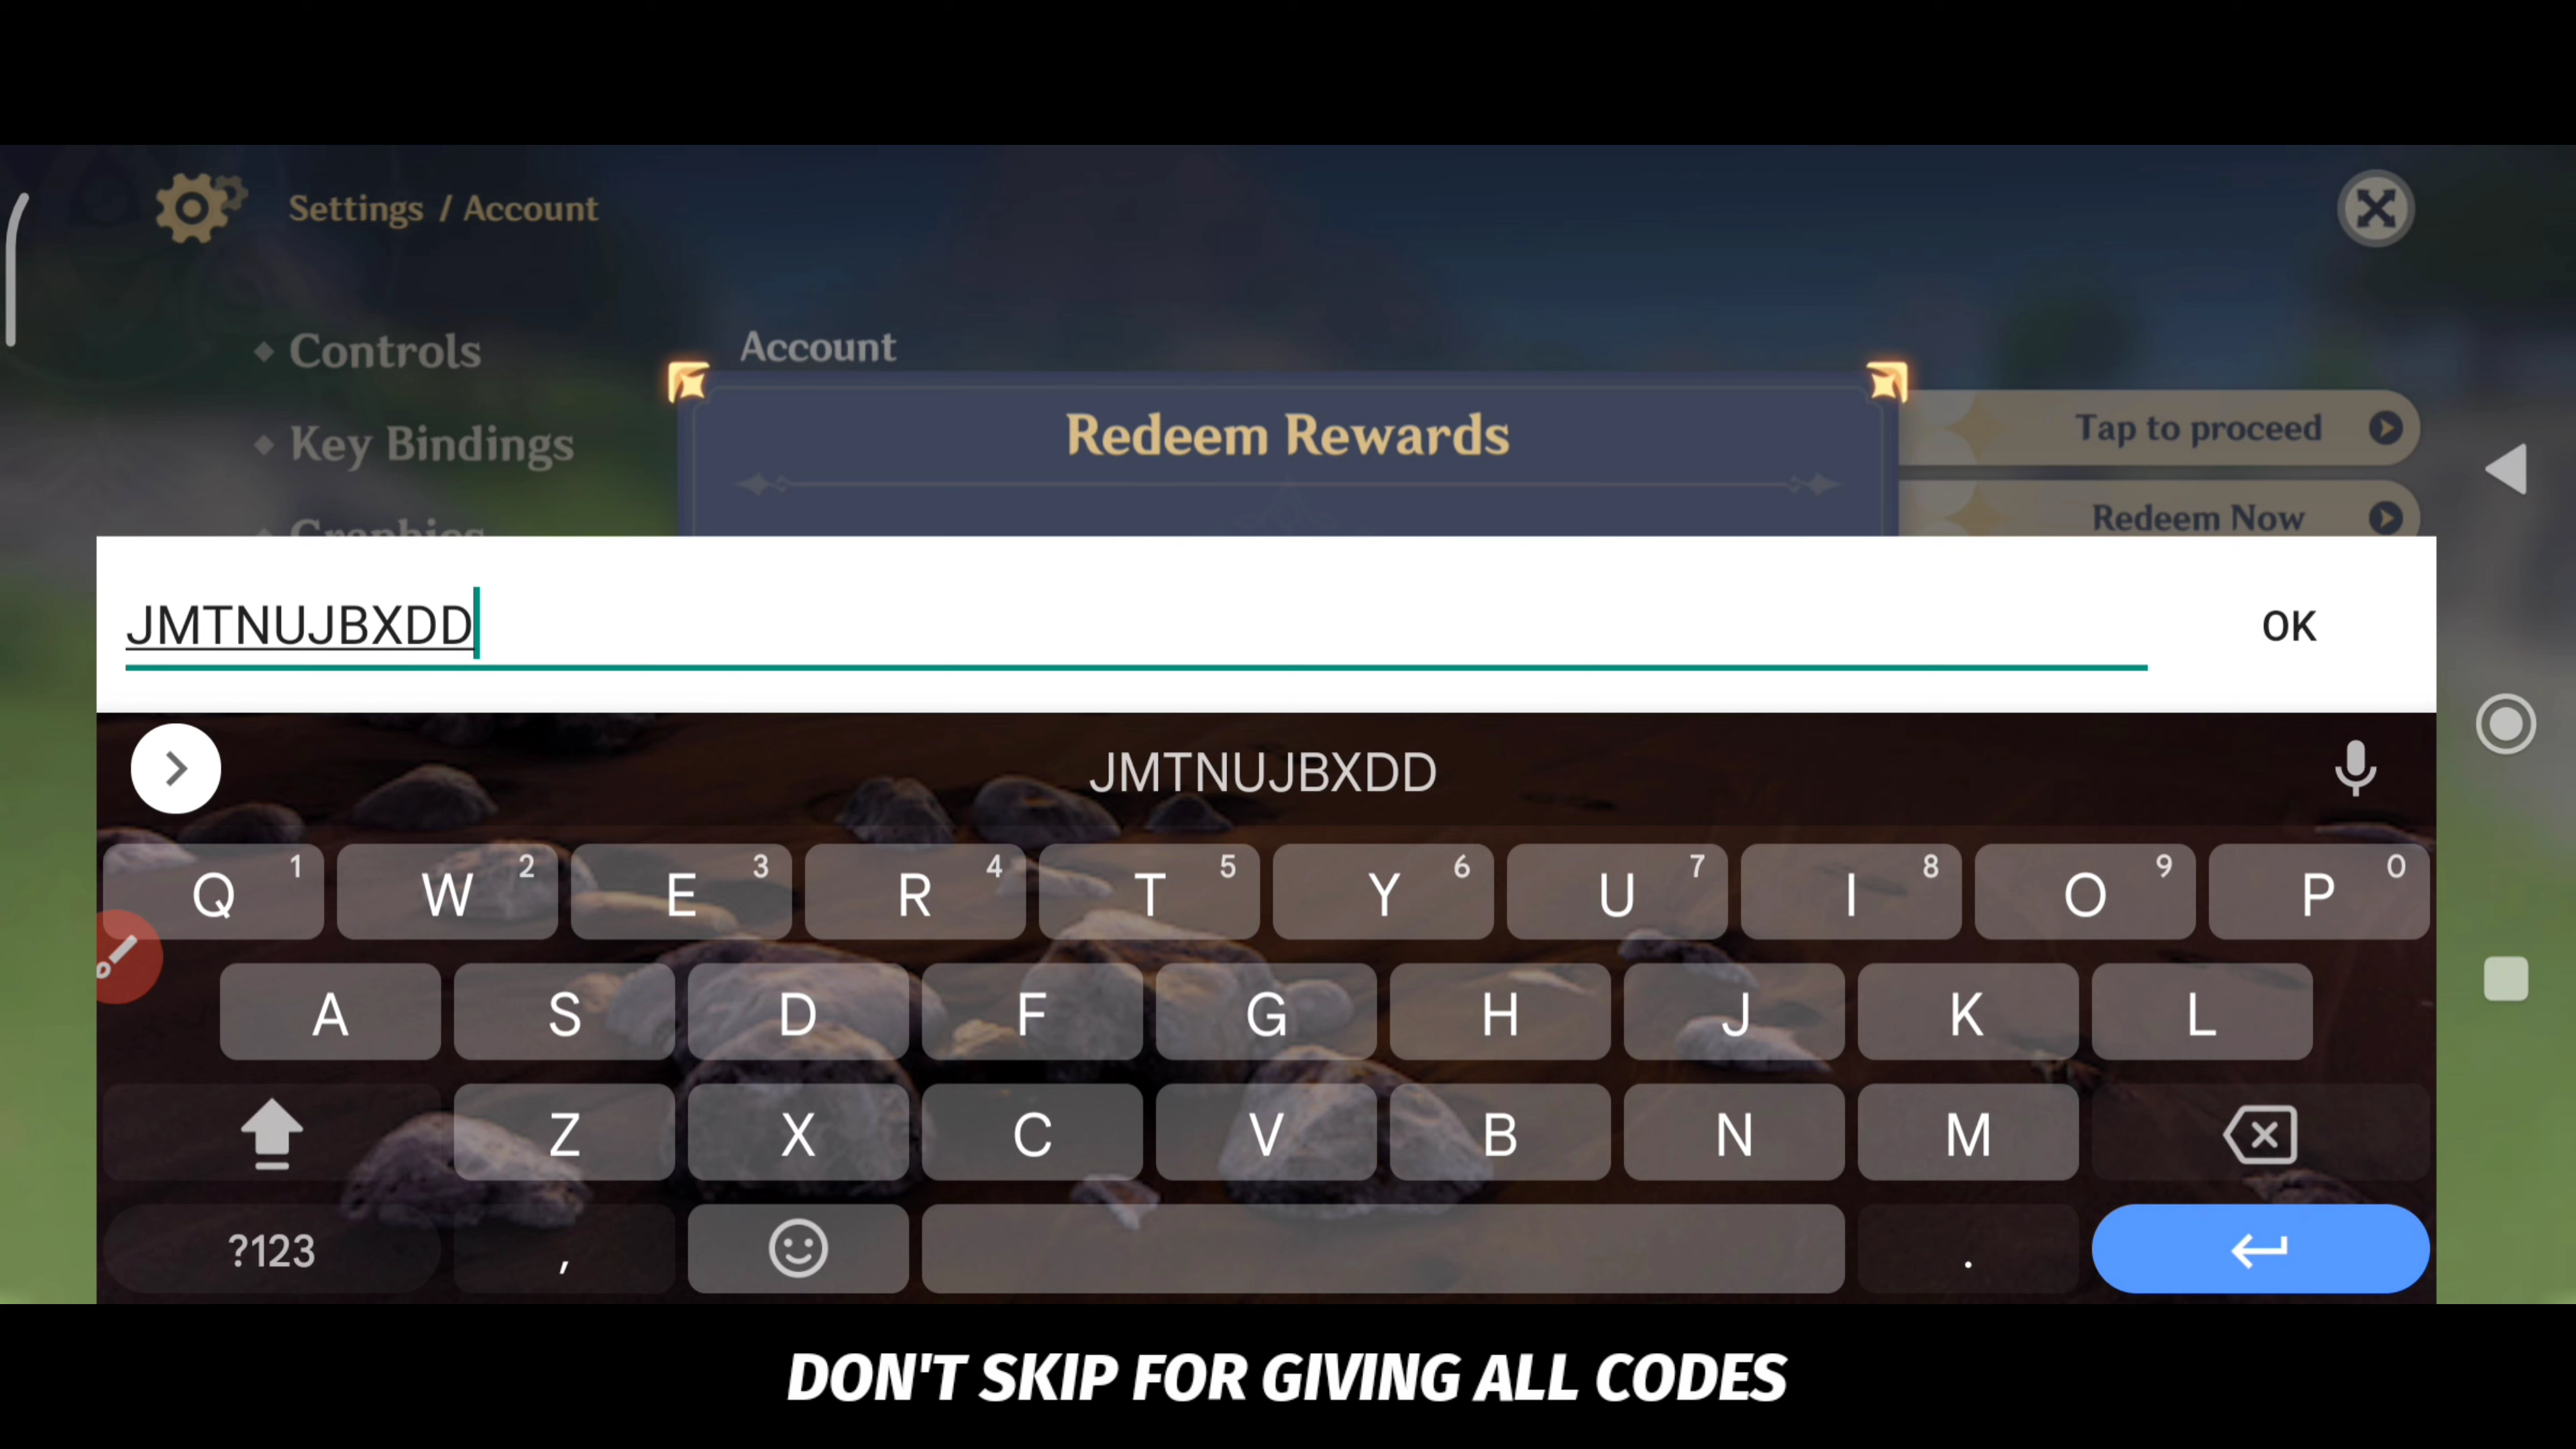 Settings / Account
Controls
Account
Key Bindings
Redeem Rewards
Tap to proceed
Graphics
Redeem Now
JMTNUJBXDD
OK
JMTNUJBXDD
Q 1 W 2 E 3 R 4 T 5 Y 6 U 7 I 8 O 9 P 0
A S D F G H J K L
Z X C V B N M
?123 , .
DON'T SKIP FOR GIVING ALL CODES